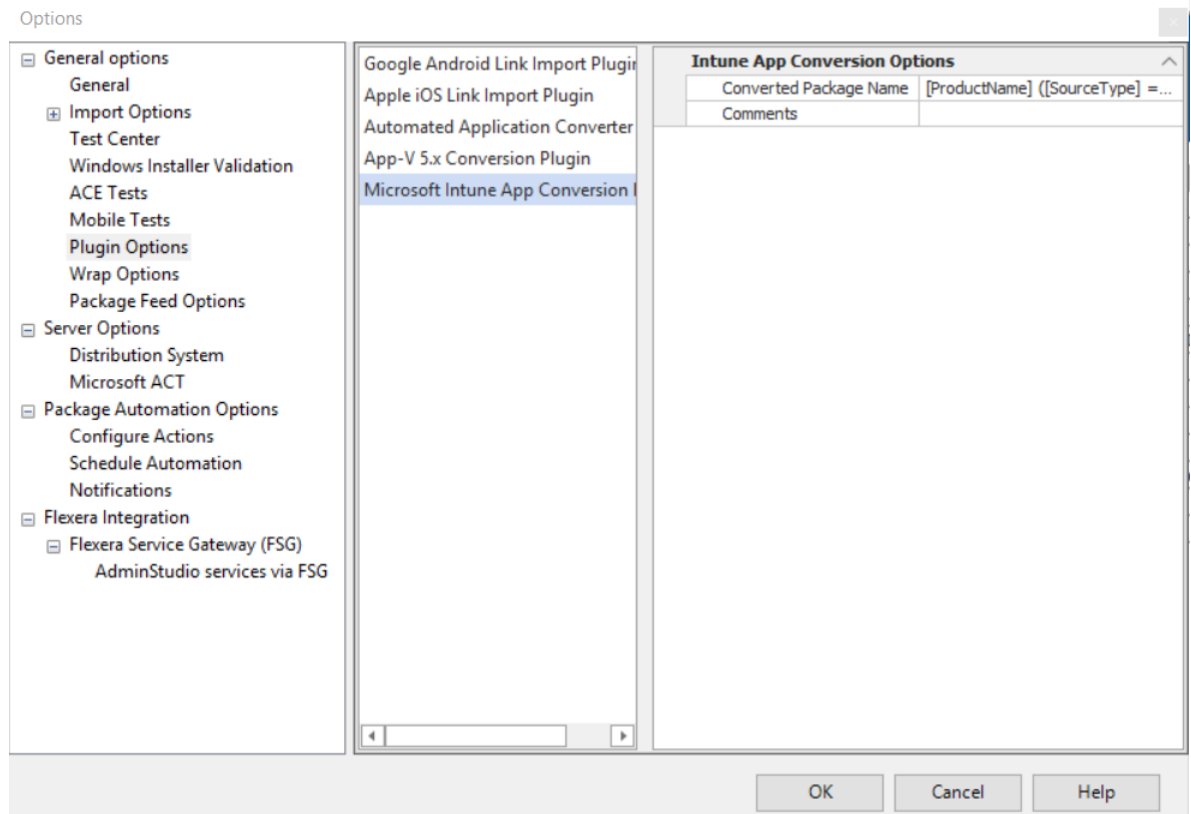 Options
General options
General
Import Options
Test Center
Windows Installer Validation
ACE Tests
Mobile Tests
Plugin Options
Wrap Options
Package Feed Options
Server Options
Distribution System
Microsoft ACT
Package Automation Options
Configure Actions
Schedule Automation
Notifications
Flexera Integration
Flexera Service Gateway (FSG)
AdminStudio services via FSG
Google Android Link Import Plugin
Apple iOS Link Import Plugin
Automated Application Converter
App-V 5.x Conversion Plugin
Microsoft Intune App Conversion
Intune App Conversion Options
Converted Package Name [ProductName] ([SourceType] =...
Comments
OK Cancel Help